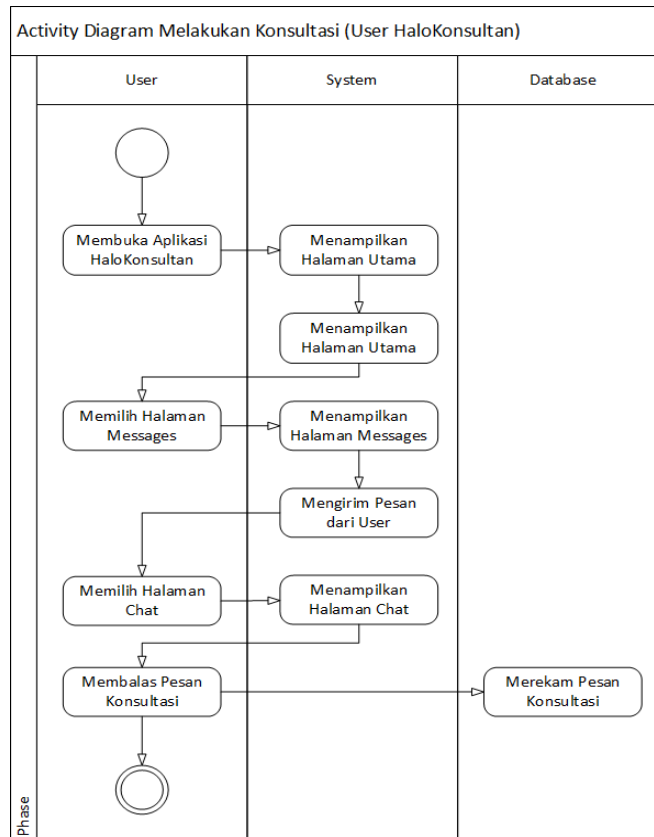 Activity Diagram Melakukan Konsultasi (User HaloKonsultan)
User
System
Database
Membuka Aplikasi
HaloKonsultan
Menampilkan
Halaman Utama
Menampilkan
Halaman Utama
Memilih Halaman
Messages
Menampilkan
Halaman Messages
Mengirim Pesan
dari User
Memilih Halaman
Chat
Menampilkan
Halaman Chat
Membalas Pesan
Konsultasi
Merekam Pesan
Konsultasi
Phase